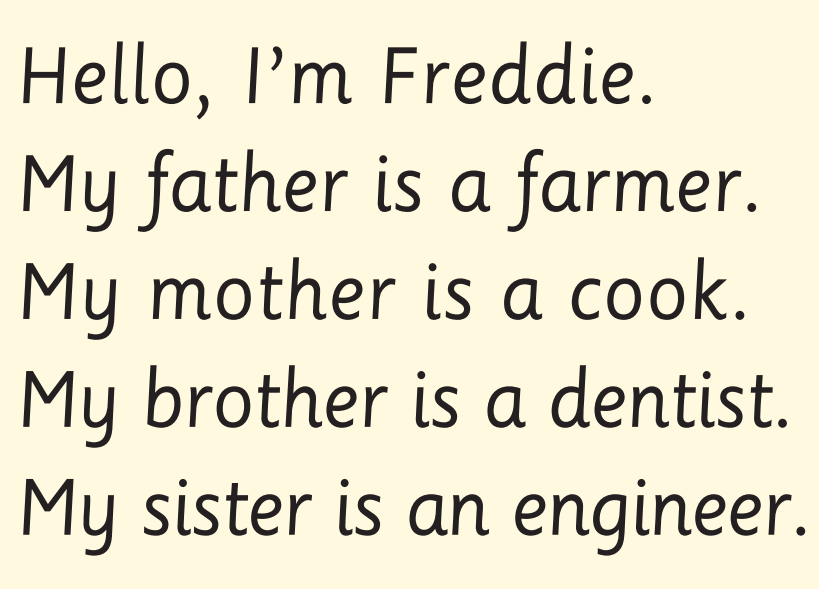 Hello, I’m Freddie.
My father is a farmer.
My mother is a cook.
My brother is a dentist.
My sister is an engineer.